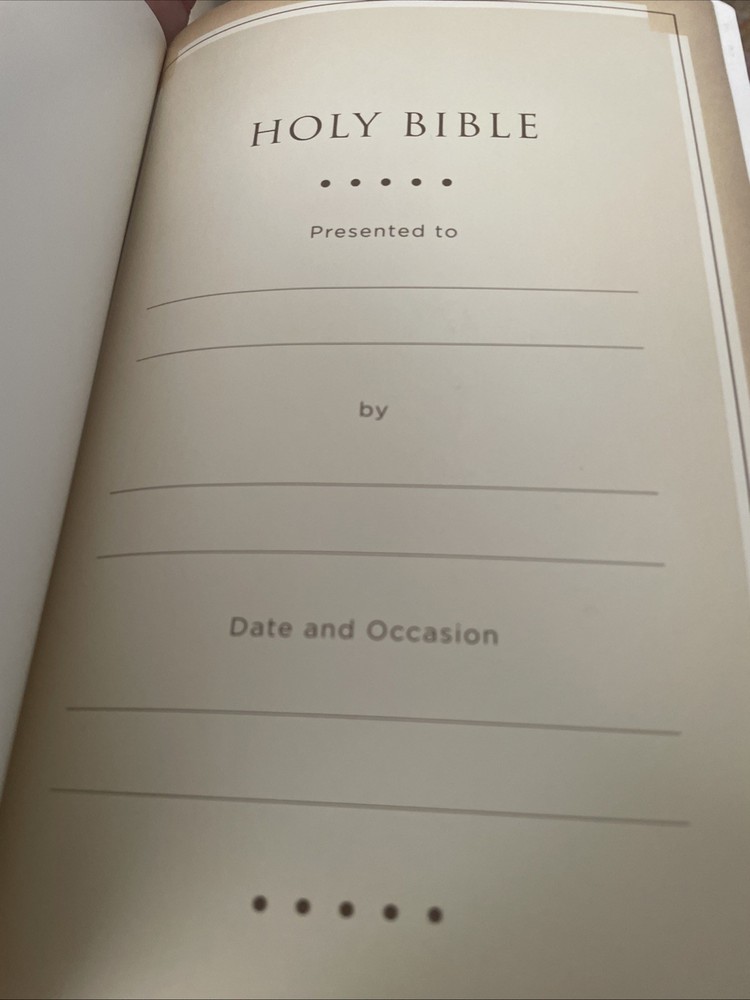 HOLY BIBLE
Presented to
by
Date and Occasion